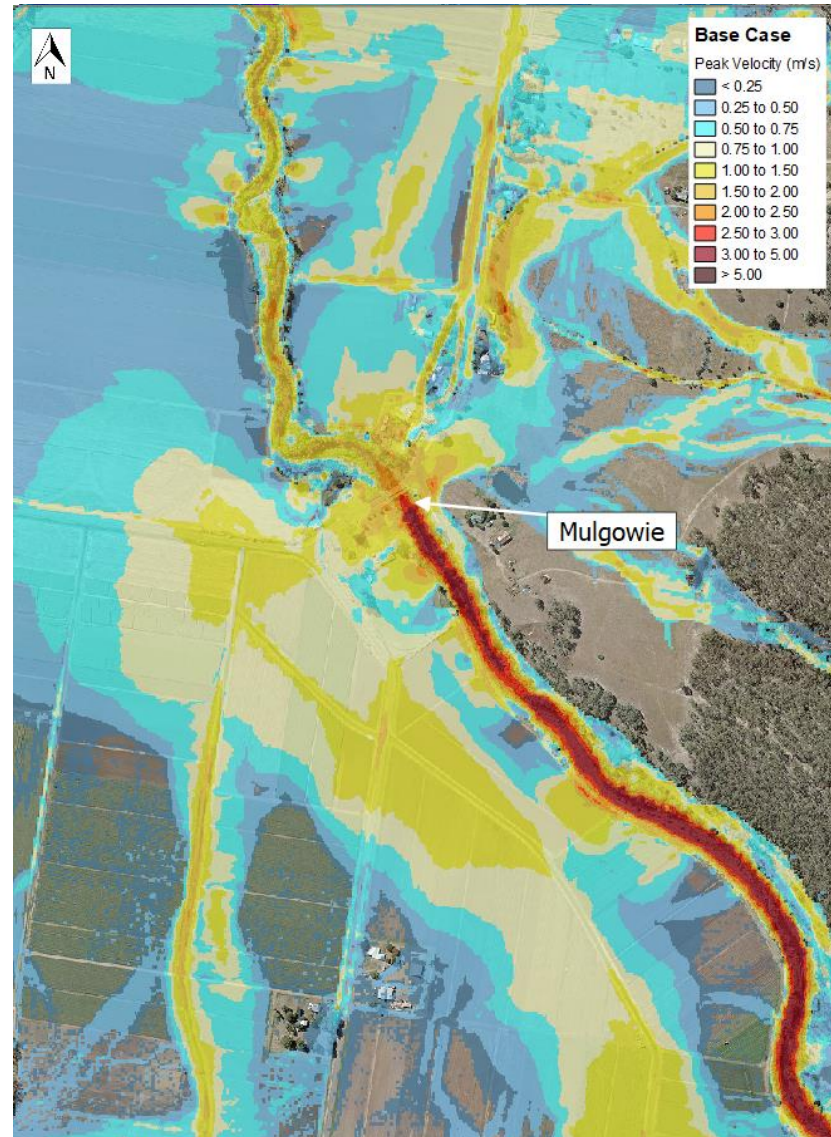 N
Base Case
Peak Velocity (m/s)
< 0.25
0.25 to 0.50
0.50 to 0.75
0.75 to 1.00
1.00 to 1.50
1.50 to 2.00
2.00 to 2.50
2.50 to 3.00
3.00 to 5.00
> 5.00
Mulgowie